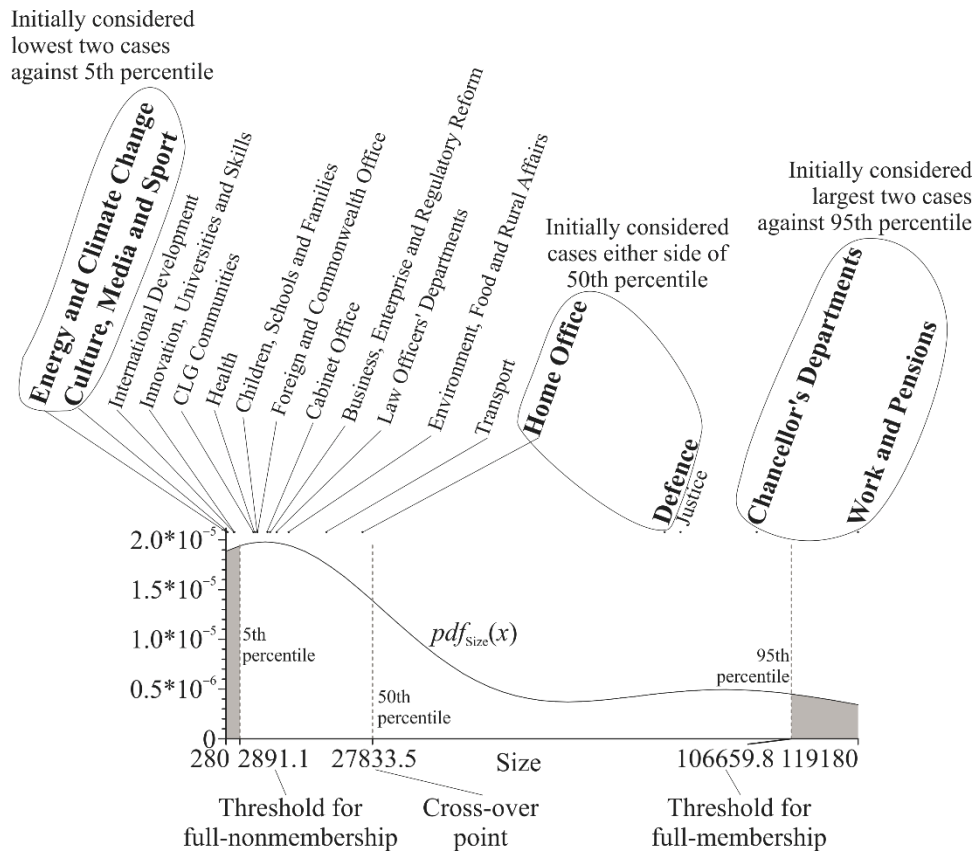 Initially considered
lowest two cases
against 5th percentile
Energy and Climate Change
Culture, Media and Sport
International Development
Innovation, Universities and Skills
CLG Communities
Health
Children, Schools and Families
Foreign and Commonwealth Office
Cabinet Office
Business, Enterprise and Regulatory Reform
Law Officers' Departments
Environment, Food and Rural Affairs
Transport
Initially considered
cases either side of
50th percentile
Home Office
Defence
Justice
Initially considered
largest two cases
against 95th percentile
Chancellor's Departments
Work and Pensions
2.0*10⁻⁵
1.5*10⁻⁵
1.0*10⁻⁵
0.5*10⁻⁶
0
5th
percentile
50th
percentile
pdf_Size(x)
95th
percentile
280 2891.1 27833.5 Size 106659.8 119180
Threshold for
full-nonmembership
Cross-over
point
Threshold for
full-membership